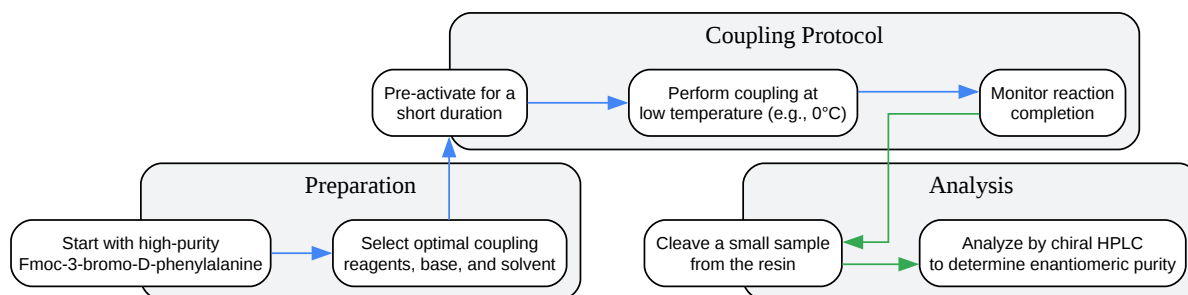 Coupling Protocol
Pre-activate for a
short duration
Perform coupling at
low temperature (e.g., 0°C)
Monitor reaction
completion
Preparation
Start with high-purity
Fmoc-3-bromo-D-phenylalanine
Select optimal coupling
reagents, base, and solvent
Analysis
Cleave a small sample
from the resin
Analyze by chiral HPLC
to determine enantiomeric purity